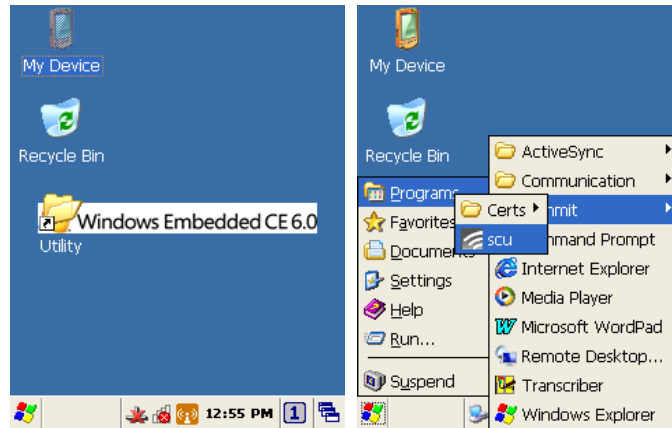 My Device
Recycle Bin
Windows Embedded CE 6.0
Utility
12:55 PM
1
My Device
Recycle Bin
Programs
Favorites
Documents
Settings
Help
Run...
Suspend
Certs
scu
ActiveSync
Communication
mmit
mmand Prompt
Internet Explorer
Media Player
Microsoft WordPad
Remote Desktop...
Transcriber
Windows Explorer